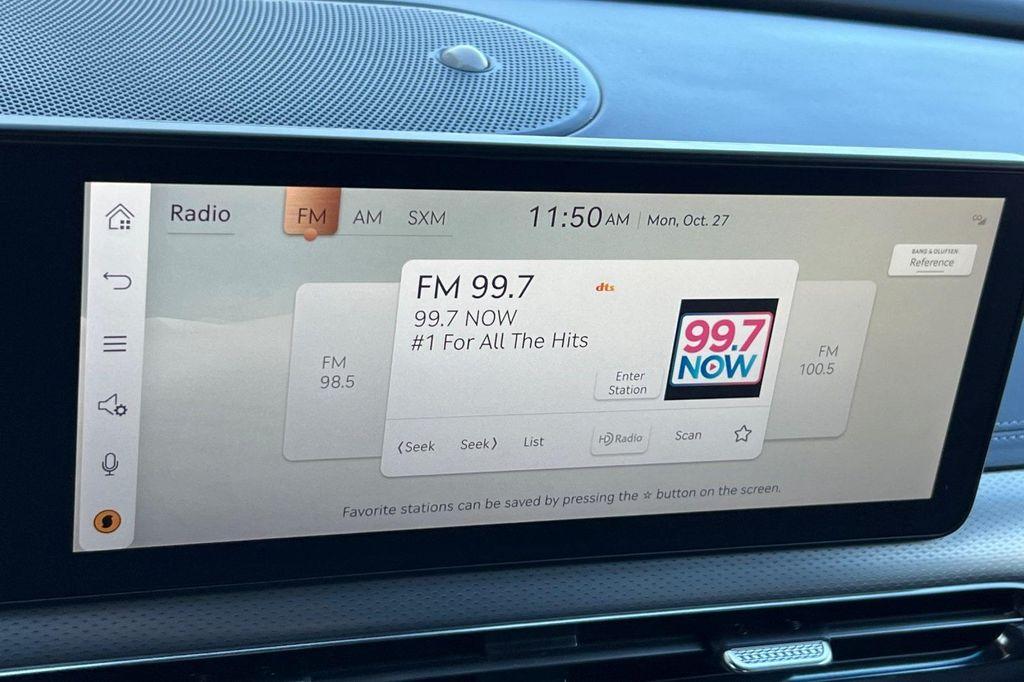 Radio
FM
AM
SXM
11:50 AM
Mon, Oct. 27
BANG & OLUFSEN
Reference
FM 99.7
dts
99.7 NOW
#1 For All The Hits
99.7
NOW
Enter
Station
FM
98.5
FM
100.5
Seek
Seek
List
HD Radio
Scan
Favorite stations can be saved by pressing the ☆ button on the screen.